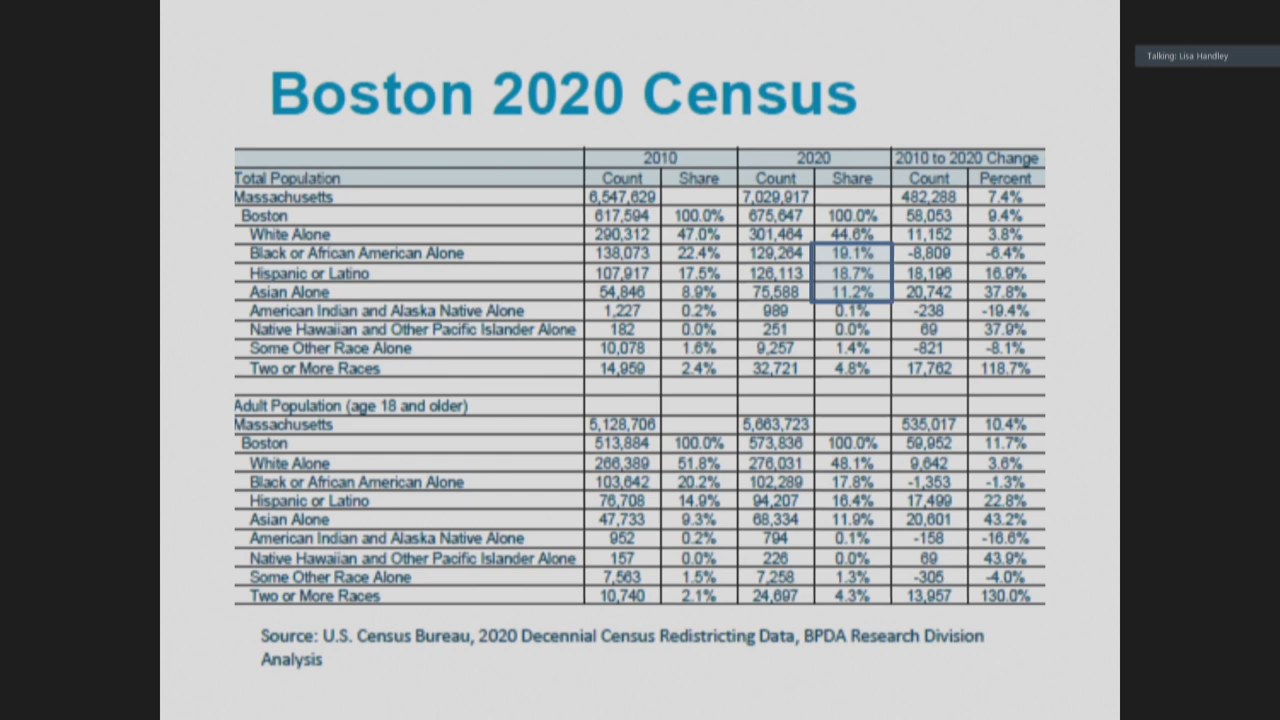 Talking: Lisa Handley
Boston 2020 Census
2010 2020 2010 to 2020 Change
Total Population Count Share Count Share Count Percent
Massachusetts 6,547,629 7,029,917 482,288 7.4%
Boston 617,594 100.0% 675,647 100.0% 58,053 9.4%
White Alone 290,312 47.0% 301,464 44.6% 11,152 3.8%
Black or African American Alone 138,073 22.4% 129,264 19.1% -8,809 -6.4%
Hispanic or Latino 107,917 17.5% 126,113 18.7% 18,196 16.9%
Asian Alone 54,846 8.9% 75,588 11.2% 20,742 37.8%
American Indian and Alaska Native Alone 1,227 0.2% 989 0.1% -238 -19.4%
Native Hawaiian and Other Pacific Islander Alone 182 0.0% 251 0.0% 69 37.9%
Some Other Race Alone 10,078 1.6% 9,257 1.4% -821 -8.1%
Two or More Races 14,959 2.4% 32,721 4.8% 17,762 118.7%
Adult Population (age 18 and older)
Massachusetts 5,128,706 5,663,723 535,017 10.4%
Boston 513,884 100.0% 573,836 100.0% 59,952 11.7%
White Alone 266,389 51.8% 276,031 48.1% 9,642 3.6%
Black or African American Alone 103,642 20.2% 102,289 17.8% -1,353 -1.3%
Hispanic or Latino 76,708 14.9% 94,207 16.4% 17,499 22.8%
Asian Alone 47,733 9.3% 68,334 11.9% 20,601 43.2%
American Indian and Alaska Native Alone 952 0.2% 794 0.1% -158 -16.6%
Native Hawaiian and Other Pacific Islander Alone 157 0.0% 226 0.0% 69 43.9%
Some Other Race Alone 7,563 1.5% 7,258 1.3% -305 -4.0%
Two or More Races 10,740 2.1% 24,697 4.3% 13,957 130.0%
Source: U.S. Census Bureau, 2020 Decennial Census Redistricting Data, BPDA Research Division
Analysis